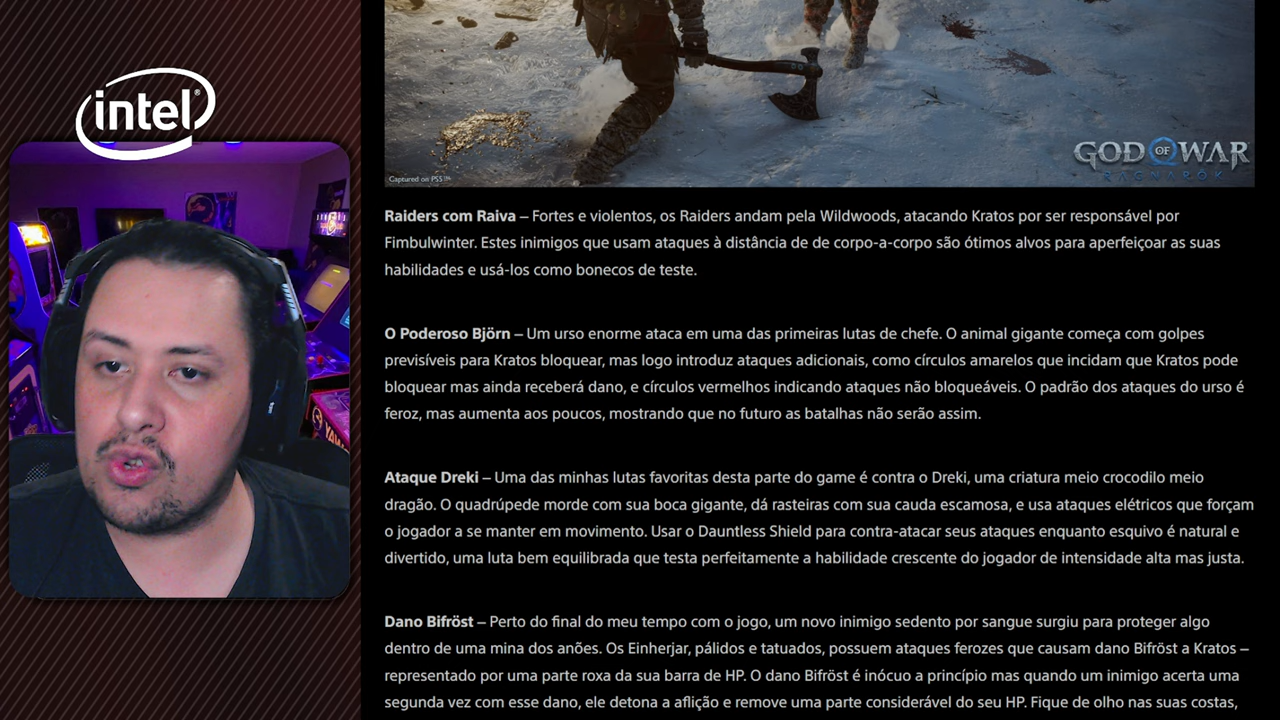 intel®
GOD OF WAR
RAGNARÖK
Captured on PS5™
Raiders com Raiva – Fortes e violentos, os Raiders andam pela Wildwoods, atacando Kratos por ser responsável por
Fimbulwinter. Estes inimigos que usam ataques à distância de de corpo-a-corpo são ótimos alvos para aperfeiçoar as suas
habilidades e usá-los como bonecos de teste.
O Poderoso Björn – Um urso enorme ataca em uma das primeiras lutas de chefe. O animal gigante começa com golpes
previsíveis para Kratos bloquear, mas logo introduz ataques adicionais, como círculos amarelos que incidam que Kratos pode
bloquear mas ainda receberá dano, e círculos vermelhos indicando ataques não bloqueáveis. O padrão dos ataques do urso é
feroz, mas aumenta aos poucos, mostrando que no futuro as batalhas não serão assim.
Ataque Dreki – Uma das minhas lutas favoritas desta parte do game é contra o Dreki, uma criatura meio crocodilo meio
dragão. O quadrúpede morde com sua boca gigante, dá rasteiras com sua cauda escamosa, e usa ataques elétricos que forçam
o jogador a se manter em movimento. Usar o Dauntless Shield para contra-atacar seus ataques enquanto esquivo é natural e
divertido, uma luta bem equilibrada que testa perfeitamente a habilidade crescente do jogador de intensidade alta mas justa.
Dano Bifröst – Perto do final do meu tempo com o jogo, um novo inimigo sedento por sangue surgiu para proteger algo
dentro de uma mina dos anões. Os Einherjar, pálidos e tatuados, possuem ataques ferozes que causam dano Bifröst a Kratos –
representado por uma parte roxa da sua barra de HP. O dano Bifröst é inócuo a princípio mas quando um inimigo acerta uma
segunda vez com esse dano, ele detona a aflição e remove uma parte considerável do seu HP. Fique de olho nas suas costas,